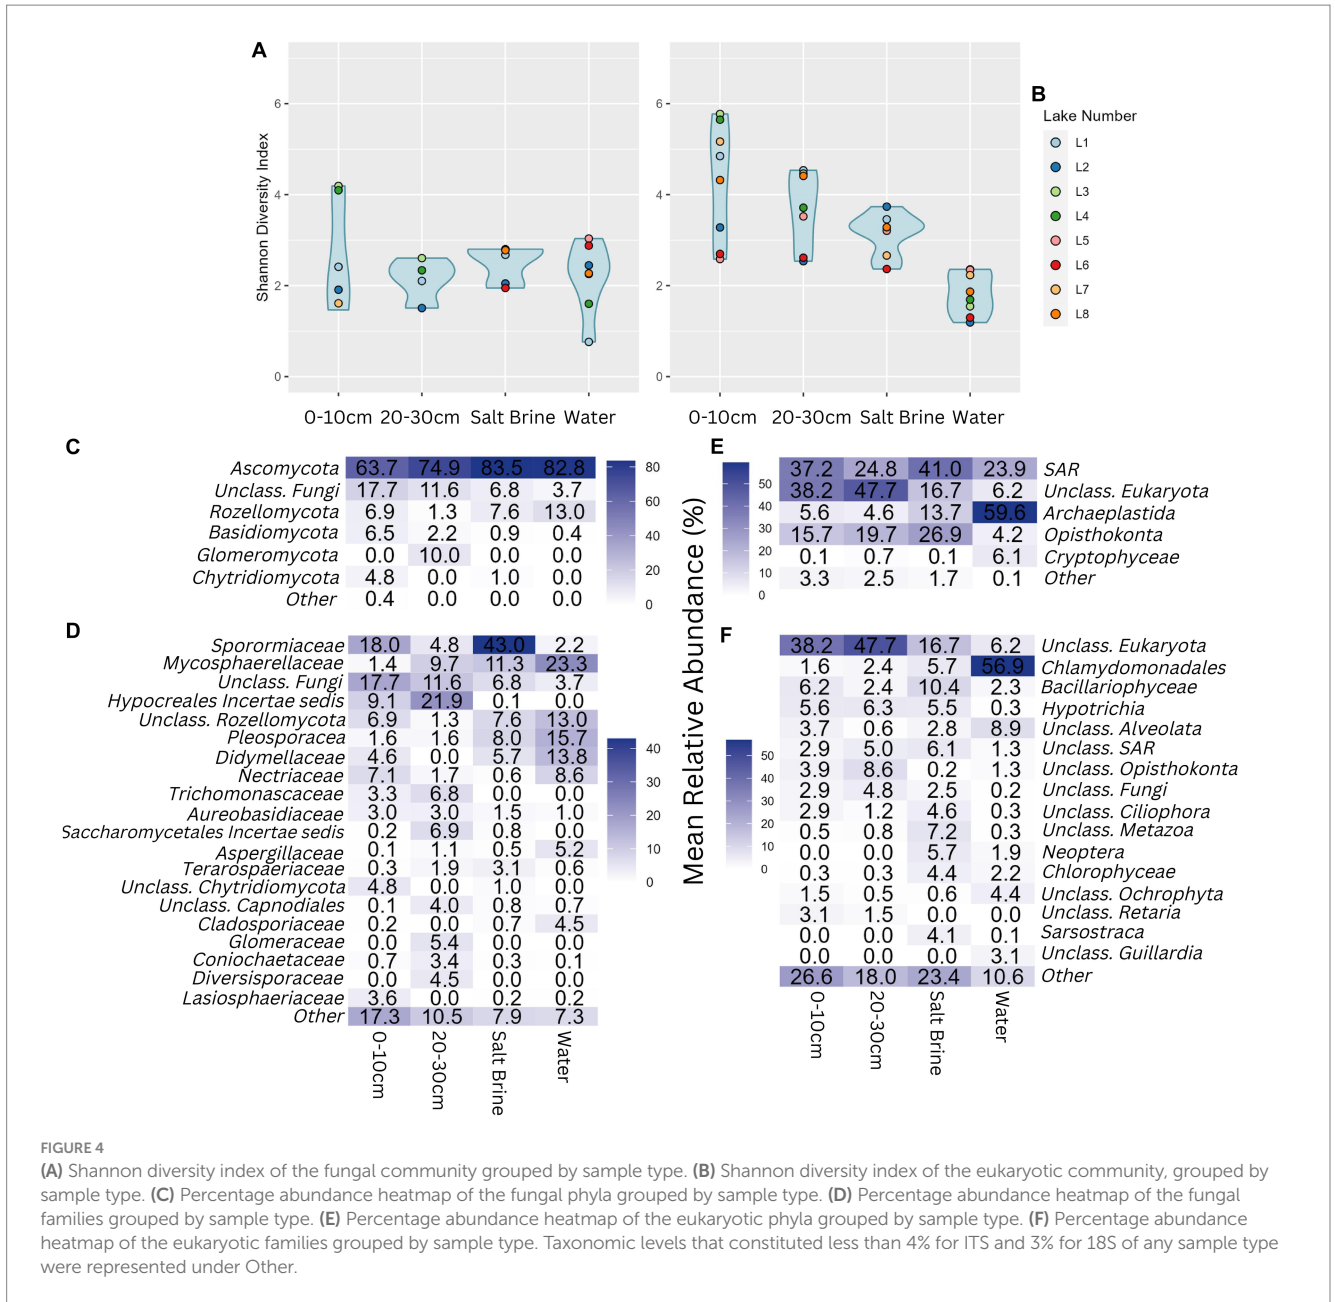 A
B
Shannon Diversity Index
6
4
2
0
6
4
2
0
Lake Number
L1
L2
L3
L4
L5
L6
L7
L8
0-10cm 20-30cm Salt Brine Water
0-10cm 20-30cm Salt Brine Water
C
Ascomycota 63.7 74.9 83.5 82.8
Unclass. Fungi 17.7 11.6 6.8 3.7
Rozellomycota 6.9 1.3 7.6 13.0
Basidiomycota 6.5 2.2 0.9 0.4
Glomeromycota 0.0 10.0 0.0 0.0
Chytridiomycota 4.8 0.0 1.0 0.0
Other 0.4 0.0 0.0 0.0
80
60
40
20
0
E
50
40
30
20
10
0
37.2 24.8 41.0 23.9 SAR
38.2 47.7 16.7 6.2 Unclass. Eukaryota
5.6 4.6 13.7 59.6 Archaeplastida
15.7 19.7 26.9 4.2 Opisthokonta
0.1 0.7 0.1 6.1 Cryptophyceae
3.3 2.5 1.7 0.1 Other
Mean Relative Abundance (%)
D
Sporormiaceae 18.0 4.8 43.0 2.2
Mycosphaerellaceae 1.4 9.7 11.3 23.3
Unclass. Fungi 17.7 11.6 6.8 3.7
Hypocreales Incertae sedis 9.1 21.9 0.1 0.0
Unclass. Rozellomycota 6.9 1.3 7.6 13.0
Pleosporacea 1.6 1.6 8.0 15.7
Didymellaceae 4.6 0.0 5.7 13.8
Nectriaceae 7.1 1.7 0.6 8.6
Trichomonascaceae 3.3 6.8 0.0 0.0
Aureobasidiaceae 3.0 3.0 1.5 1.0
Saccharomycetales Incertae sedis 0.2 6.9 0.8 0.0
Aspergillaceae 0.1 1.1 0.5 5.2
Terarospaeriaceae 0.3 1.9 3.1 0.6
Unclass. Chytridiomycota 4.8 0.0 1.0 0.0
Unclass. Capnodiales 0.1 4.0 0.8 0.7
Cladosporiaceae 0.2 0.0 0.7 4.5
Glomeraceae 0.0 5.4 0.0 0.0
Coniochaetaceae 0.7 3.4 0.3 0.1
Diversisporaceae 0.0 4.5 0.0 0.0
Lasiosphaeriaceae 3.6 0.0 0.2 0.2
Other 17.3 10.5 7.9 7.3
0-10cm 20-30cm Salt Brine Water
40
30
20
10
0
F
50
40
30
20
10
0
38.2 47.7 16.7 6.2 Unclass. Eukaryota
1.6 2.4 5.7 56.9 Chlamydomonadales
6.2 2.4 10.4 2.3 Bacillariophyceae
5.6 6.3 5.5 0.3 Hypotrichia
3.7 0.6 2.8 8.9 Unclass. Alveolata
2.9 5.0 6.1 1.3 Unclass. SAR
3.9 8.6 0.2 1.3 Unclass. Opisthokonta
2.9 4.8 2.5 0.2 Unclass. Fungi
2.9 1.2 4.6 0.3 Unclass. Ciliophora
0.5 0.8 7.2 0.3 Unclass. Metazoa
0.0 0.0 5.7 1.9 Neoptera
0.3 0.3 4.4 2.2 Chlorophyceae
1.5 0.5 0.6 4.4 Unclass. Ochrophyta
3.1 1.5 0.0 0.0 Unclass. Retaria
0.0 0.0 4.1 0.1 Sarsostraca
0.0 0.0 0.0 3.1 Unclass. Guillardia
26.6 18.0 23.4 10.6 Other
0-10cm 20-30cm Salt Brine Water
FIGURE 4
(A) Shannon diversity index of the fungal community grouped by sample type. (B) Shannon diversity index of the eukaryotic community, grouped by
sample type. (C) Percentage abundance heatmap of the fungal phyla grouped by sample type. (D) Percentage abundance heatmap of the fungal
families grouped by sample type. (E) Percentage abundance heatmap of the eukaryotic phyla grouped by sample type. (F) Percentage abundance
heatmap of the eukaryotic families grouped by sample type. Taxonomic levels that constituted less than 4% for ITS and 3% for 18S of any sample type
were represented under Other.